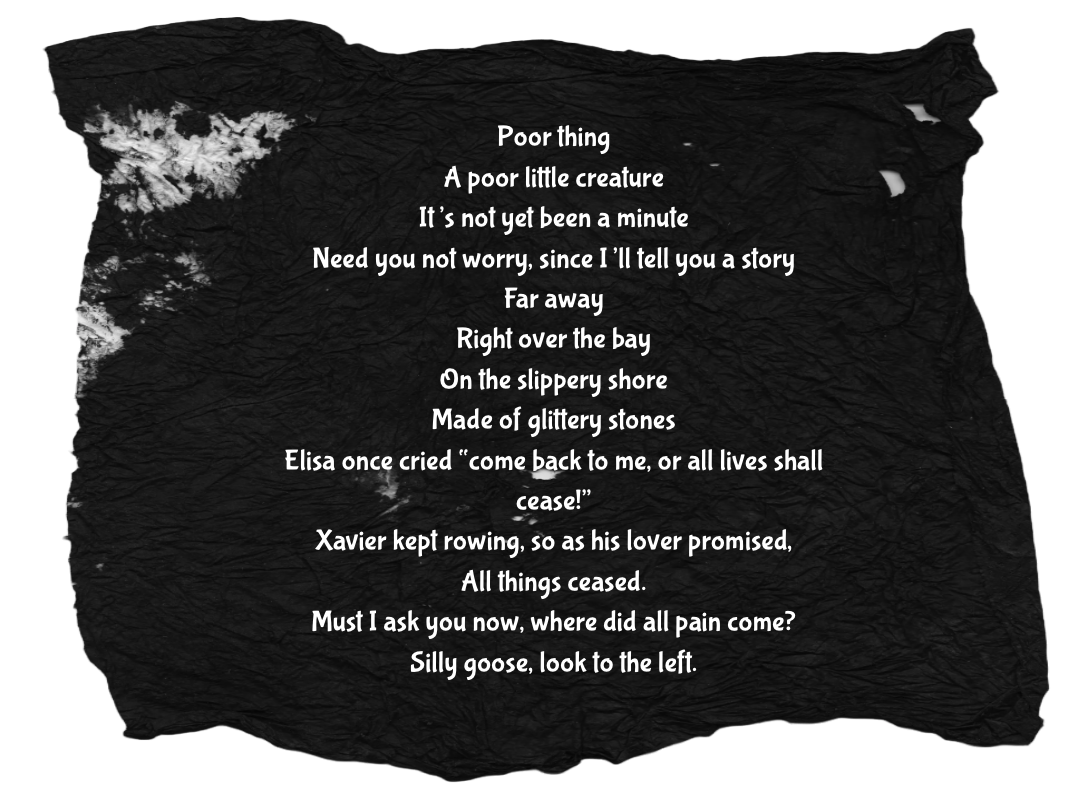 Poor thing
A poor little creature
It 's not yet been a minute
Need you not worry, since I 'll tell you a story
Far away
Right over the bay
On the slippery shore
Made of glittery stones
Elisa once cried “come back to me, or all lives shall
cease!”
Xavier kept rowing, so as his lover promised,
All things ceased.
Must I ask you now, where did all pain come?
Silly goose, look to the left.